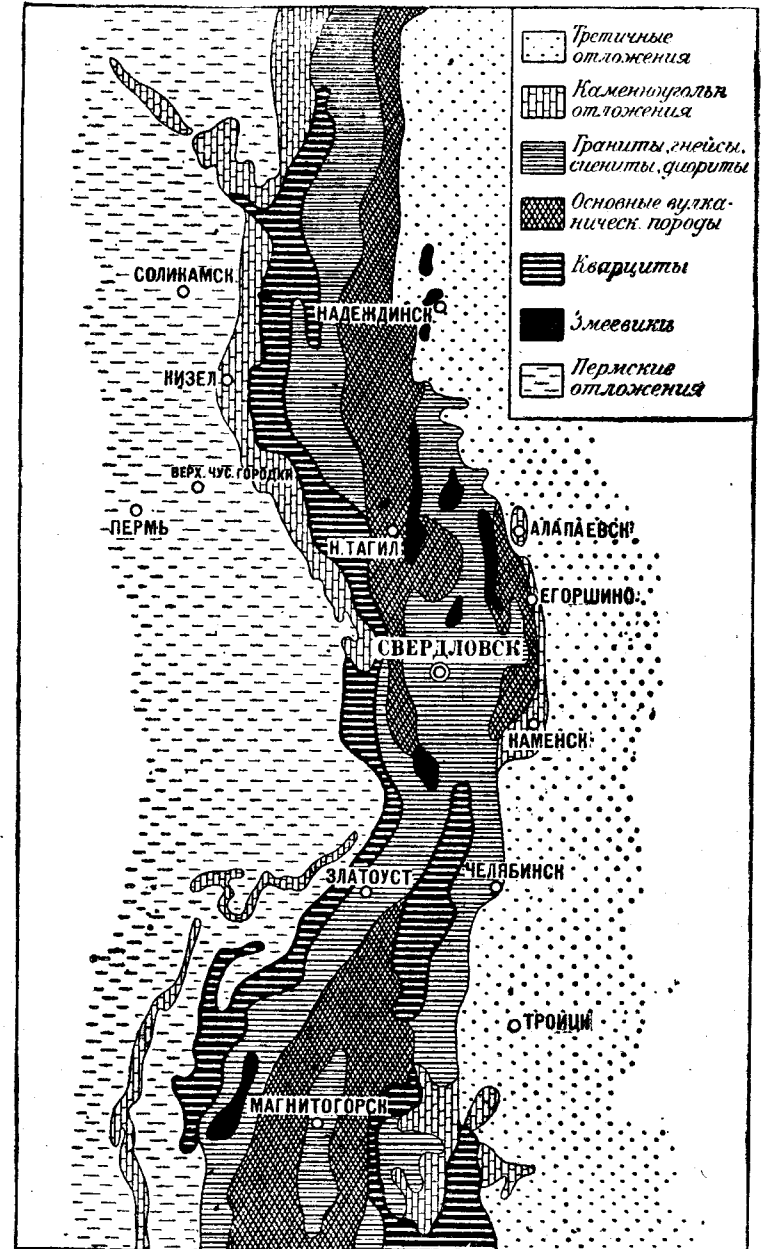 Третичные
отложения
Каменноугольн
отложения
Граниты, гнейсы,
сиениты, диориты
Основные вулка-
ническ. породы
Кварциты
Змеевики
Пермские
отложения
СОЛИКАМСК
НАДЕЖДИНСК
КИЗЕЛ
ВЕРХ. ЧУС. ГОРОДКИ
ПЕРМЬ
Н. ТАГИЛ
АЛАПАЕВСК
ЕГОРШИНО
СВЕРДЛОВСК
КАМЕНСК
ЗЛАТОУСТ
ЧЕЛЯБИНСК
ТРОИЦК
МАГНИТОГОРСК